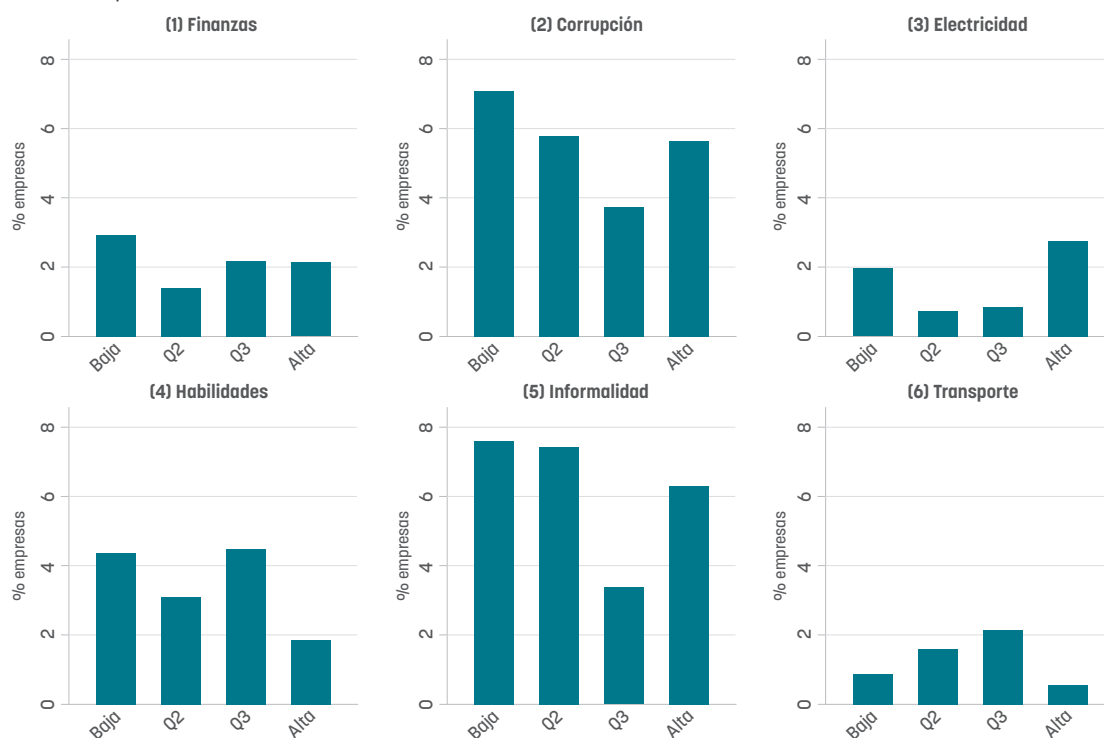 (1) Finanzas
(2) Corrupción
(3) Electricidad
% empresas
8
6
4
2
0
Baja Q2 Q3 Alta
% empresas
8
6
4
2
0
Baja Q2 Q3 Alta
% empresas
8
6
4
2
0
Baja Q2 Q3 Alta
(4) Habilidades
(5) Informalidad
(6) Transporte
% empresas
8
6
4
2
0
Baja Q2 Q3 Alta
% empresas
8
6
4
2
0
Baja Q2 Q3 Alta
% empresas
8
6
4
2
0
Baja Q2 Q3 Alta